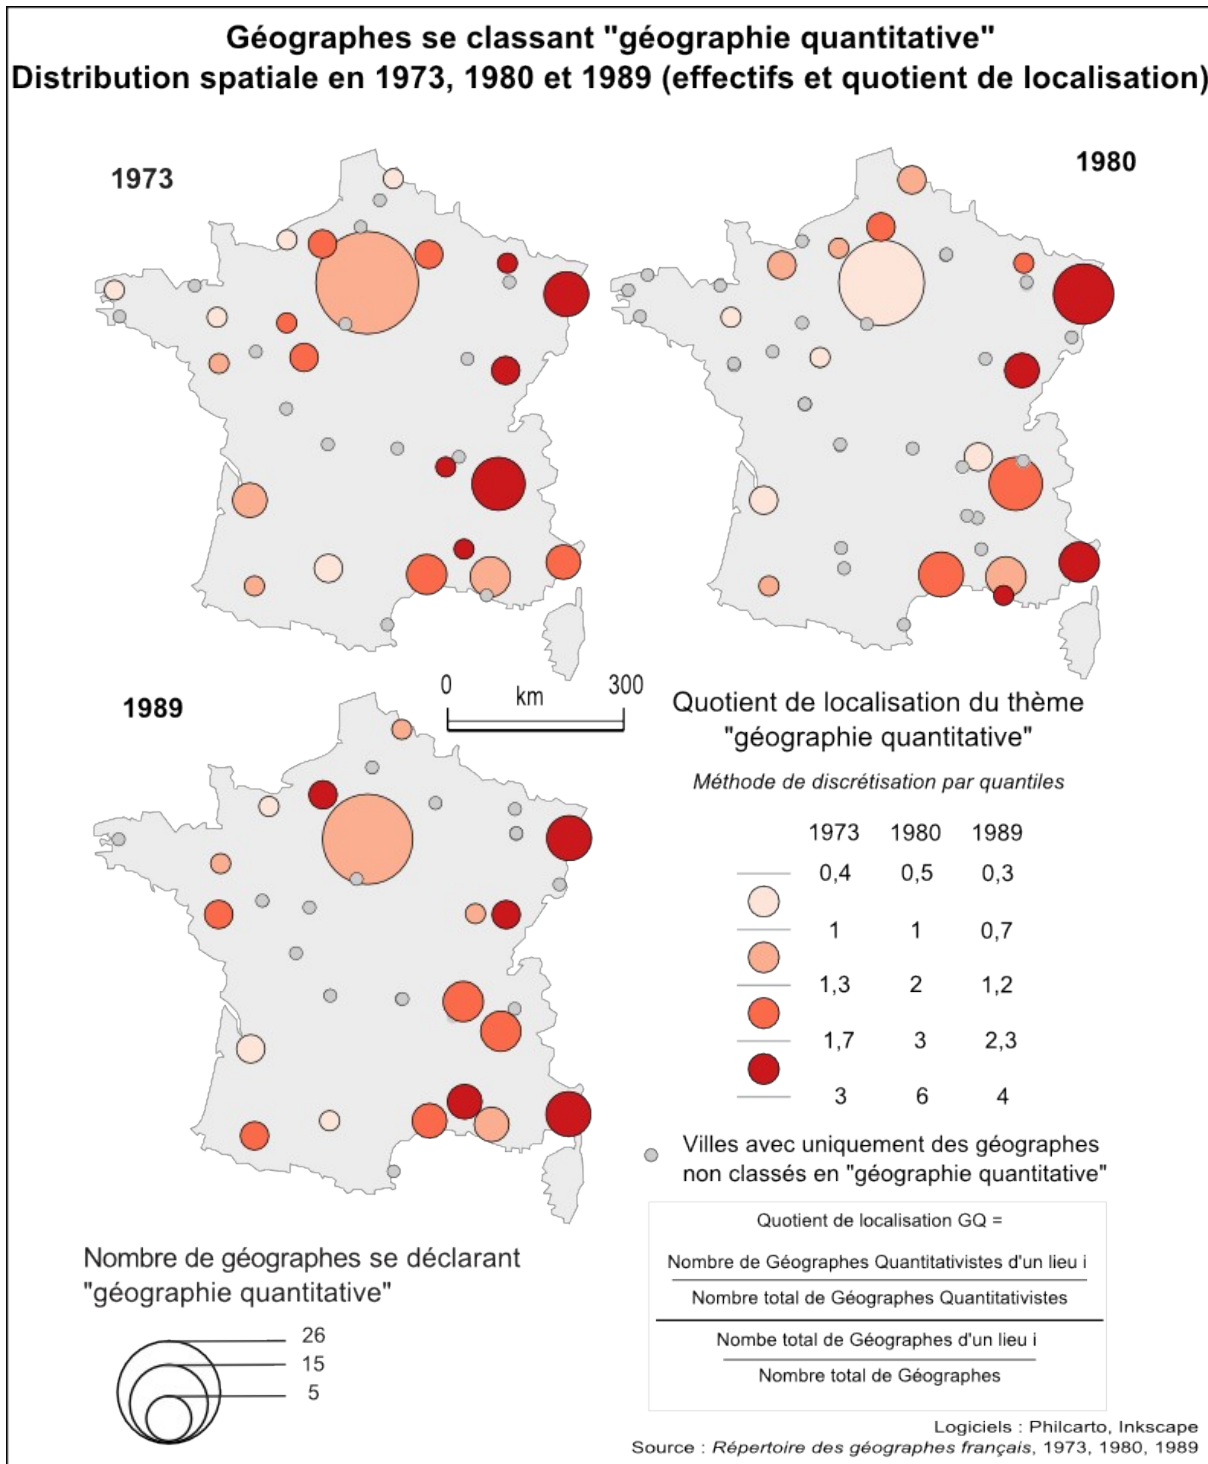 Géographes se classant "géographie quantitative"
Distribution spatiale en 1973, 1980 et 1989 (effectifs et quotient de localisation)
1973
1980
0
km
300
1989
Quotient de localisation du thème
"géographie quantitative"
Méthode de discrétisation par quantiles
1973 1980 1989
0,4 0,5 0,3
1 1 0,7
1,3 2 1,2
1,7 3 2,3
3 6 4
Villes avec uniquement des géographes
non classés en "géographie quantitative"
Nombre de géographes se déclarant
"géographie quantitative"
26
15
5
Quotient de localisation GQ =
Nombre de Géographes Quantitativistes d'un lieu i
Nombre total de Géographes Quantitativistes
Nombe total de Géographes d'un lieu i
Nombre total de Géographes
Logiciels : Philcarto, Inkscape
Source : Répertoire des géographes français, 1973, 1980, 1989